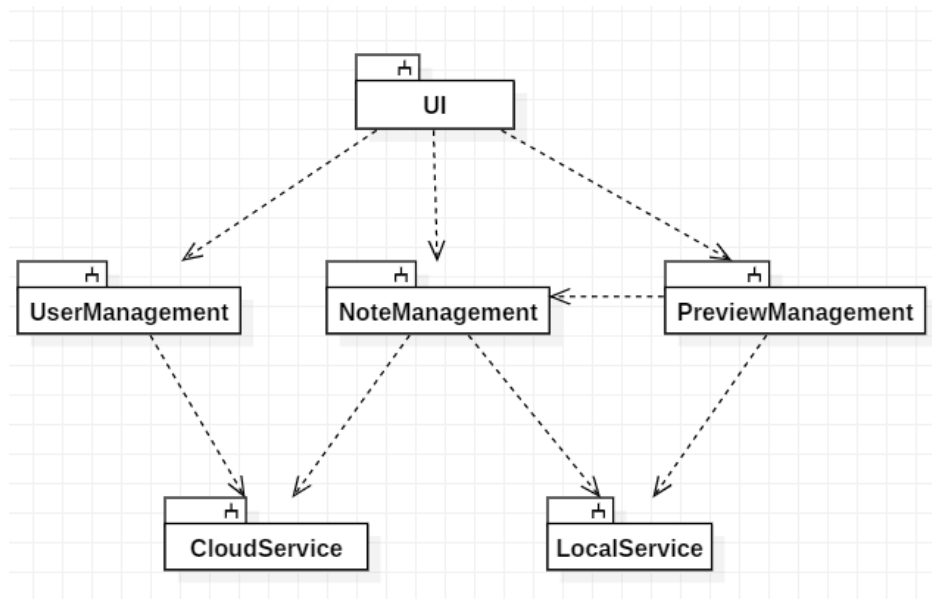 UI
UserManagement
NoteManagement
PreviewManagement
CloudService
LocalService